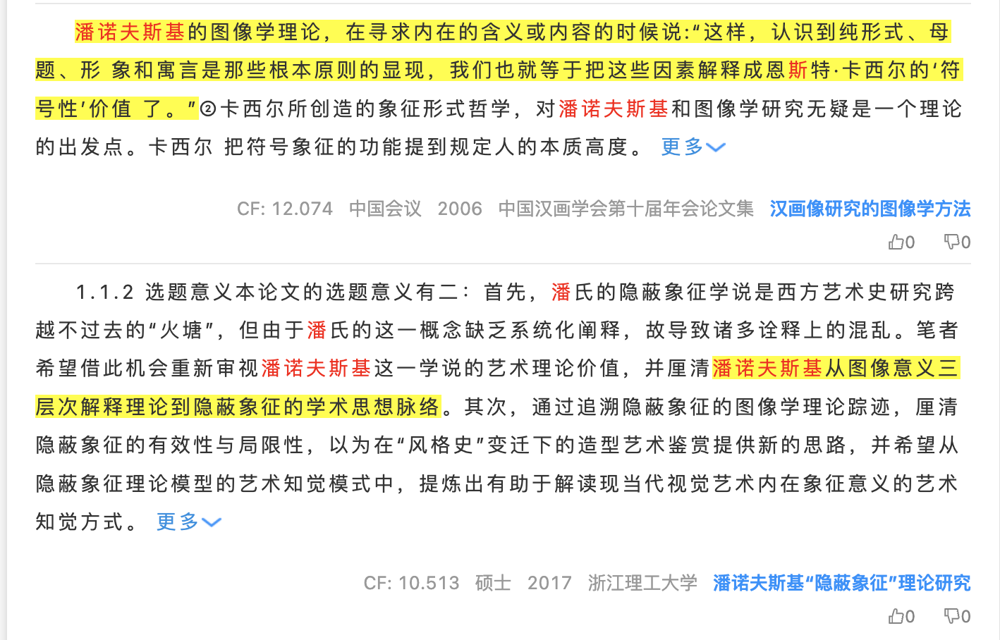 潘诺夫斯基的图像学理论，在寻求内在的含义或内容的时候说:“这样，认识到纯形式、母
题、形 象和寓言是那些根本原则的显现，我们也就等于把这些因素解释成恩斯特·卡西尔的‘符
号性’价值 了。”②卡西尔所创造的象征形式哲学，对潘诺夫斯基和图像学研究无疑是一个理论
的出发点。卡西尔 把符号象征的功能提到规定人的本质高度。 更多
CF: 12.074 中国会议 2006 中国汉画学会第十届年会论文集 汉画像研究的图像学方法
0 0
1.1.2 选题意义本论文的选题意义有二：首先，潘氏的隐蔽象征学说是西方艺术史研究跨
越不过去的“火塘”，但由于潘氏的这一概念缺乏系统化阐释，故导致诸多诠释上的混乱。笔者
希望借此机会重新审视潘诺夫斯基这一学说的艺术理论价值，并厘清潘诺夫斯基从图像意义三
层次解释理论到隐蔽象征的学术思想脉络。其次，通过追溯隐蔽象征的图像学理论踪迹，厘清
隐蔽象征的有效性与局限性，以为在“风格史”变迁下的造型艺术鉴赏提供新的思路，并希望从
隐蔽象征理论模型的艺术知觉模式中，提炼出有助于解读现当代视觉艺术内在象征意义的艺术
知觉方式。 更多
CF: 10.513 硕士 2017 浙江理工大学 潘诺夫斯基“隐蔽象征”理论研究
0 0